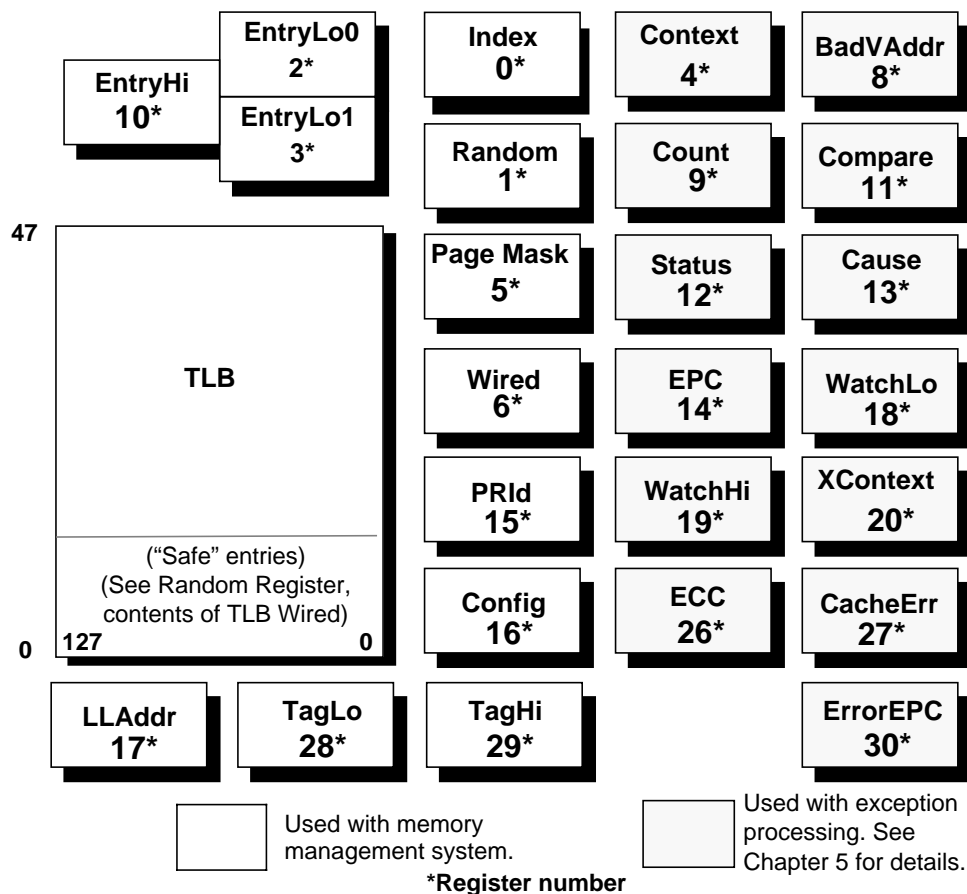 EntryLo0
2*
EntryHi
10*
EntryLo1
3*
Index
0*
Context
4*
BadVAddr
8*
Random
1*
Count
9*
Compare
11*
47
TLB
(“Safe” entries)
(See Random Register,
contents of TLB Wired)
127
0
0
Page Mask
5*
Status
12*
Cause
13*
Wired
6*
EPC
14*
WatchLo
18*
PRId
15*
WatchHi
19*
XContext
20*
Config
16*
ECC
26*
CacheErr
27*
LLAddr
17*
TagLo
28*
TagHi
29*
ErrorEPC
30*
Used with memory
management system.
Used with exception
processing. See
Chapter 5 for details.
*Register number